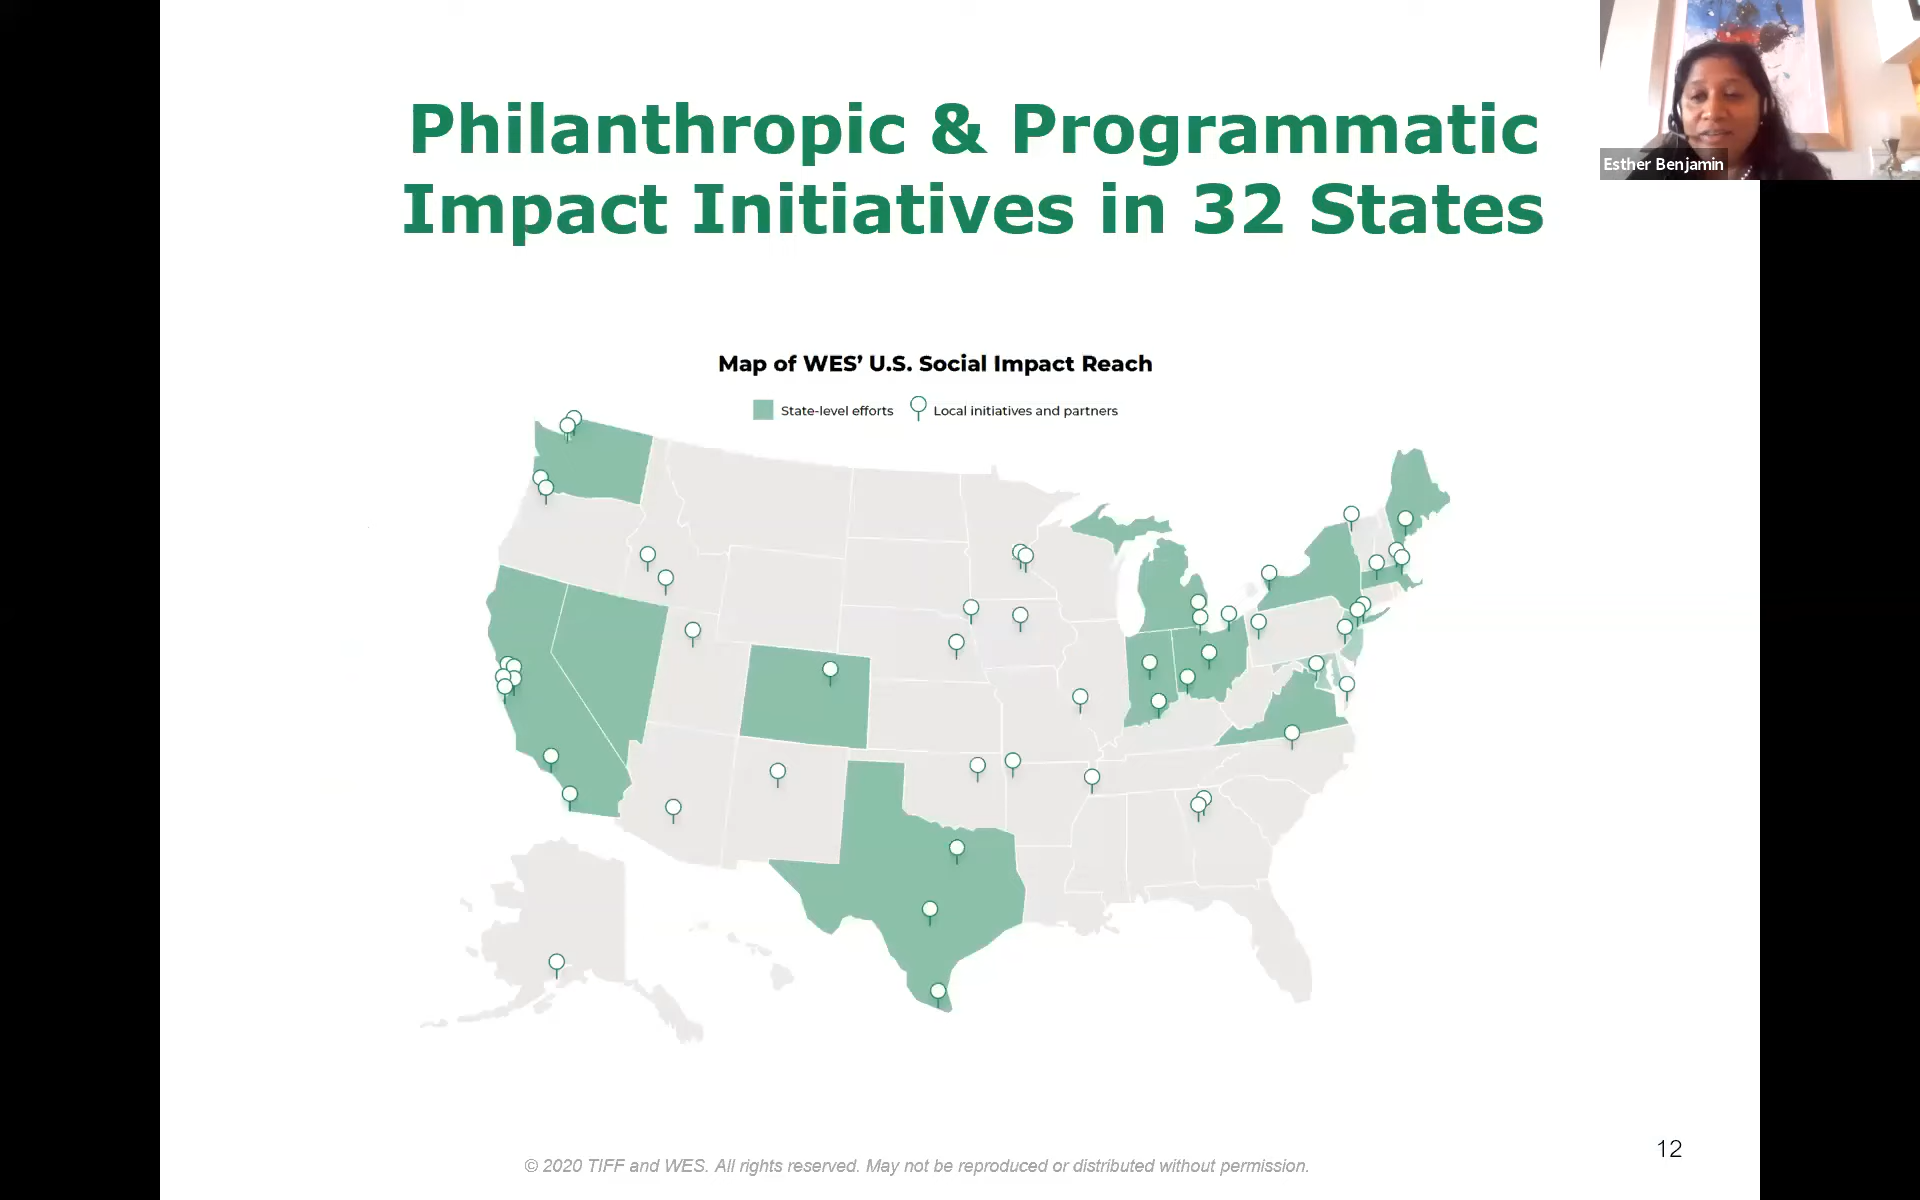 Philanthropic & Programmatic
Impact Initiatives in 32 States
Esther Benjamin
Map of WES’ U.S. Social Impact Reach
State-level efforts
Local initiatives and partners
12
© 2020 TIFF and WES. All rights reserved. May not be reproduced or distributed without permission.